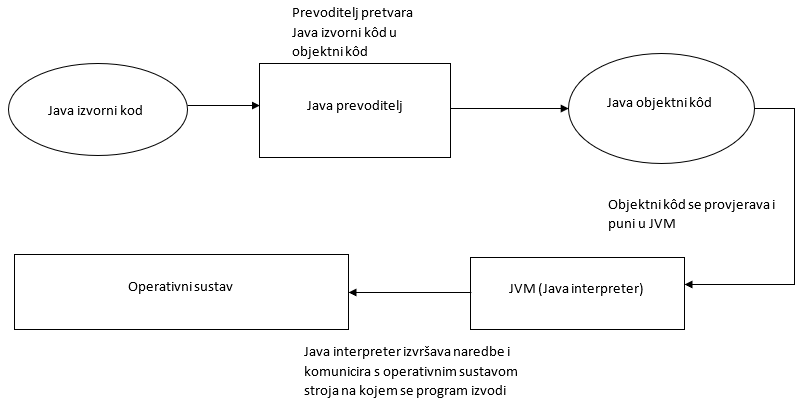 Prevoditelj pretvara
Java izvorni kôd u
objektni kôd
Java izvorni kod
Java prevoditelj
Java objektni kôd
Objektni kôd se provjerava i
puni u JVM
Operativni sustav
JVM (Java interpreter)
Java interpreter izvršava naredbe i
komunicira s operativnim sustavom
stroja na kojem se program izvodi